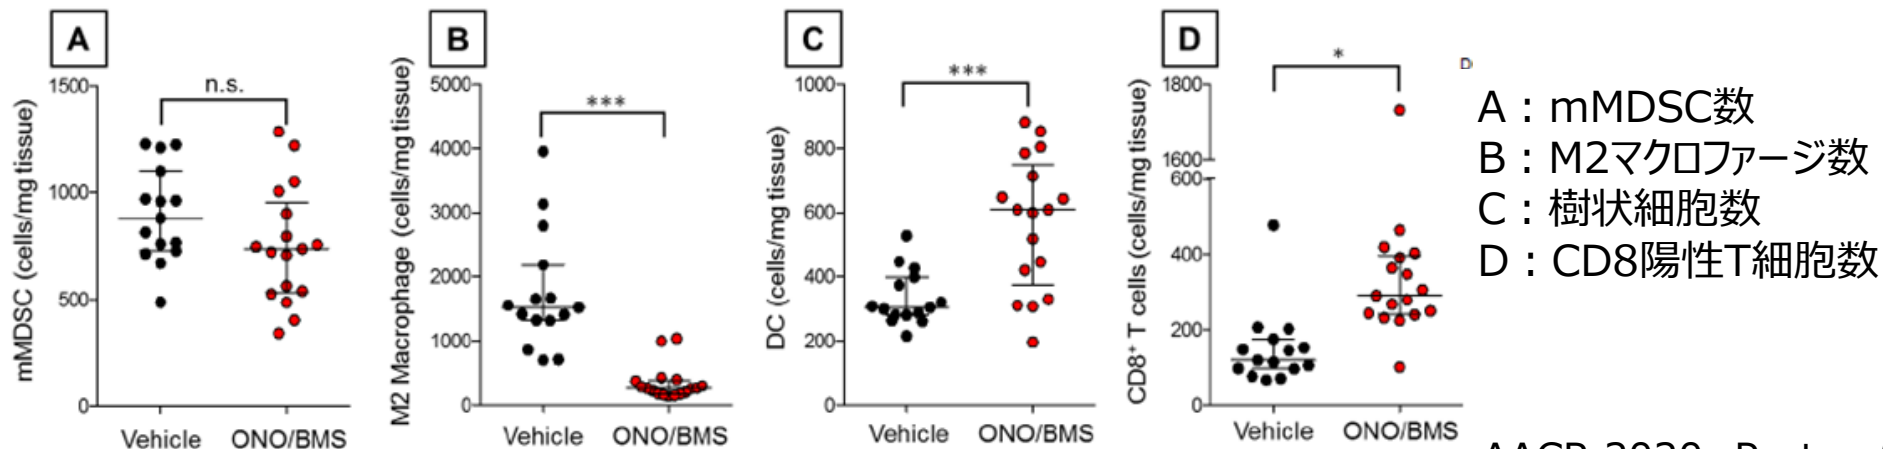 A
mMDSC (cells/mg tissue)
1500
1000
500
0
n.s.
Vehicle ONO/BMS
B
M2 Macrophage (cells/mg tissue)
5000
4000
3000
2000
1000
0
***
Vehicle ONO/BMS
C
DC (cells/mg tissue)
1000
800
600
400
200
0
***
Vehicle ONO/BMS
D
CD8⁺ T cells (cells/mg tissue)
1800
1600
600
400
200
0
*
Vehicle ONO/BMS
A：mMDSC数
B：M2マクロファージ数
C：樹状細胞数
D：CD8陽性T細胞数